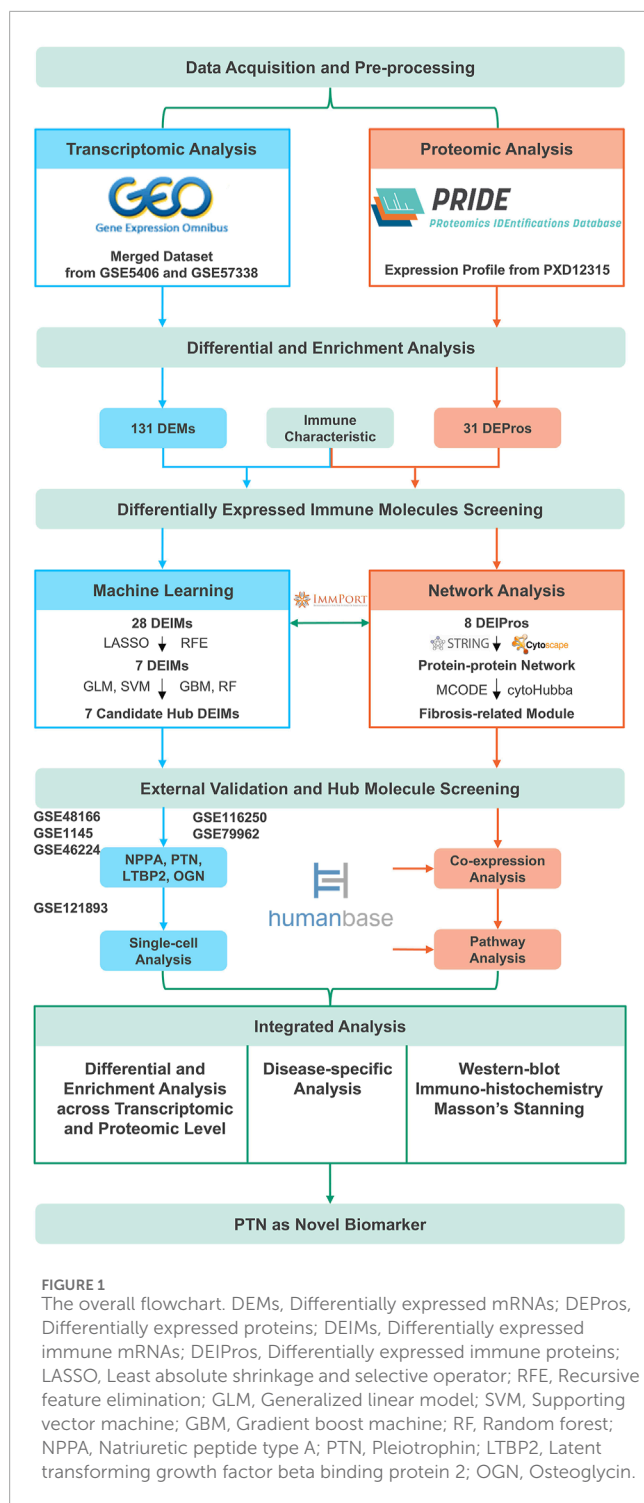 Data Acquisition and Pre-processing
Transcriptomic Analysis
GEO
Gene Expression Omnibus
Merged Dataset
from GSE5406 and GSE57338
Proteomic Analysis
PRIDE
PRoteomics IDEntifications Database
Expression Profile from PXD12315
Differential and Enrichment Analysis
131 DEMs
Immune
Characteristic
31 DEPros
Differentially Expressed Immune Molecules Screening
Machine Learning
28 DEIMs
LASSO RFE
7 DEIMs
GLM, SVM GBM, RF
7 Candidate Hub DEIMs
IMMPORT
Network Analysis
8 DEIPros
STRING Cytoscape
Protein-protein Network
MCODE cytoHubba
Fibrosis-related Module
External Validation and Hub Molecule Screening
GSE48166
GSE1145
GSE46224
GSE116250
GSE79962
NPPA, PTN,
LTBP2, OGN
GSE121893
Single-cell
Analysis
humanbase
Co-expression
Analysis
Pathway
Analysis
Integrated Analysis
Differential and
Enrichment Analysis
across Transcriptomic
and Proteomic Level
Disease-specific
Analysis
Western-blot
Immuno-histochemistry
Masson's Stanning
PTN as Novel Biomarker
FIGURE 1
The overall flowchart. DEMs, Differentially expressed mRNAs; DEPros,
Differentially expressed proteins; DEIMs, Differentially expressed
immune mRNAs; DEIPros, Differentially expressed immune proteins;
LASSO, Least absolute shrinkage and selective operator; RFE, Recursive
feature elimination; GLM, Generalized linear model; SVM, Supporting
vector machine; GBM, Gradient boost machine; RF, Random forest;
NPPA, Natriuretic peptide type A; PTN, Pleiotrophin; LTBP2, Latent
transforming growth factor beta binding protein 2; OGN, Osteoglycin.